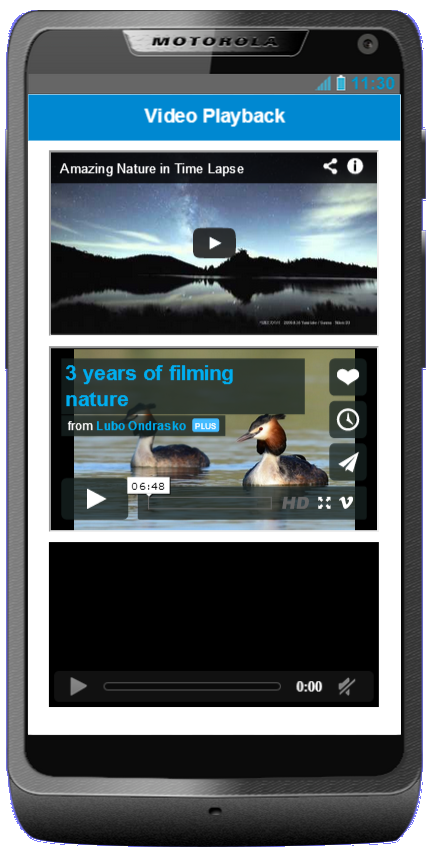 MOTOROLA
11:30
Video Playback
Amazing Nature in Time Lapse
3 years of filming
nature
from Lubo Ondrasko PLUS
06:48
HD
0:00